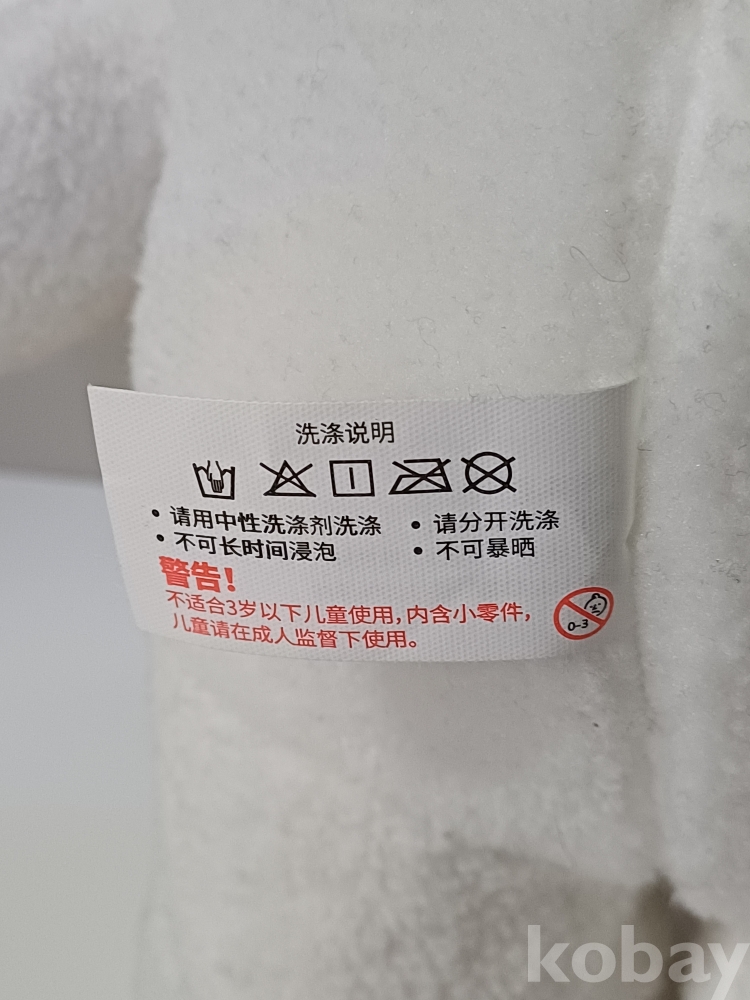 洗涤说明
• 请用中性洗涤剂洗涤 • 请分开洗涤
• 不可长时间浸泡 • 不可暴晒
警告!
不适合3岁以下儿童使用,内含小零件,
儿童请在成人监督下使用。
0-3
kobay